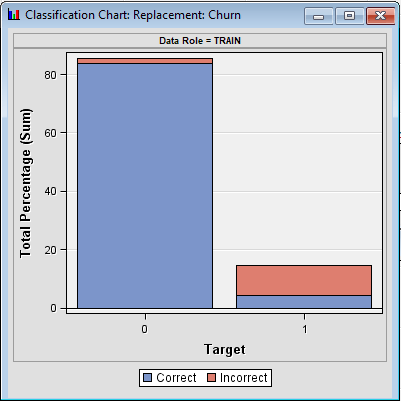 Classification Chart: Replacement: Churn
Data Role = TRAIN
Total Percentage (Sum)
80
60
40
20
0
0 1
Target
Correct Incorrect